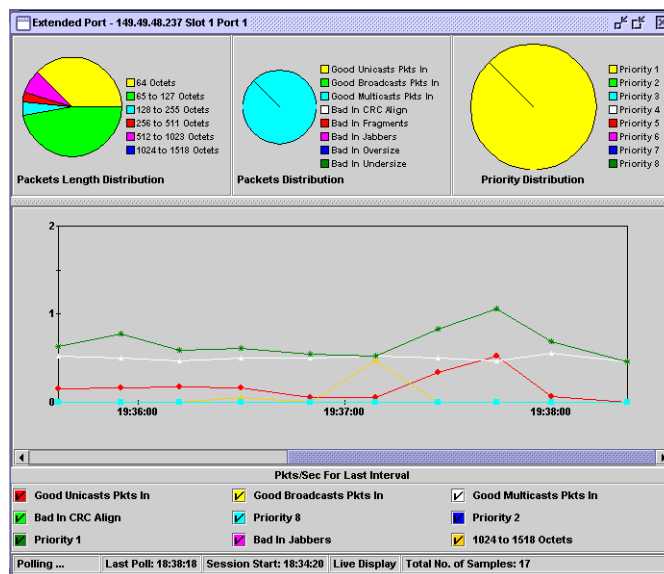 Extended Port - 149.49.48.237 Slot 1 Port 1
64 Octets
65 to 127 Octets
128 to 255 Octets
256 to 511 Octets
512 to 1023 Octets
1024 to 1518 Octets
Packets Length Distribution
Good Unicasts Pkts In
Good Broadcasts Pkts In
Good Multicasts Pkts In
Bad In CRC Align
Bad In Fragments
Bad In Jabbers
Bad In Oversize
Bad In Undersize
Packets Distribution
Priority 1
Priority 2
Priority 3
Priority 4
Priority 5
Priority 6
Priority 7
Priority 8
Priority Distribution
2
1
0
19:36:00 19:37:00 19:38:00
Pkts/Sec For Last Interval
Good Unicasts Pkts In Good Broadcasts Pkts In Good Multicasts Pkts In
Bad In CRC Align Priority 8 Priority 2
Priority 1 Bad In Jabbers 1024 to 1518 Octets
Polling ... Last Poll: 18:38:18 Session Start: 18:34:20 Live Display Total No. of Samples: 17